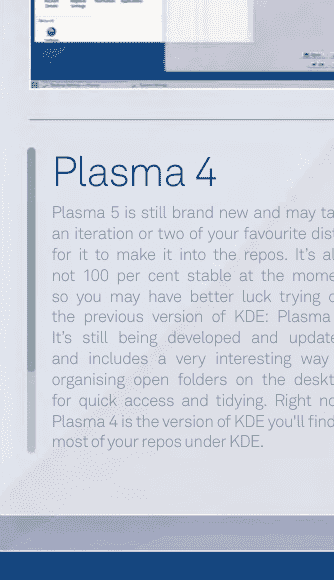 Plasma 4
Plasma 5 is still brand new and may ta
an iteration or two of your favourite dist
for it to make it into the repos. It's al
not 100 per cent stable at the mome
so you may have better luck trying o
the previous version of KDE: Plasma
It's still being developed and update
and includes a very interesting way
organising open folders on the deskt
for quick access and tidying. Right no
Plasma 4 is the version of KDE you'll find
most of your repos under KDE.